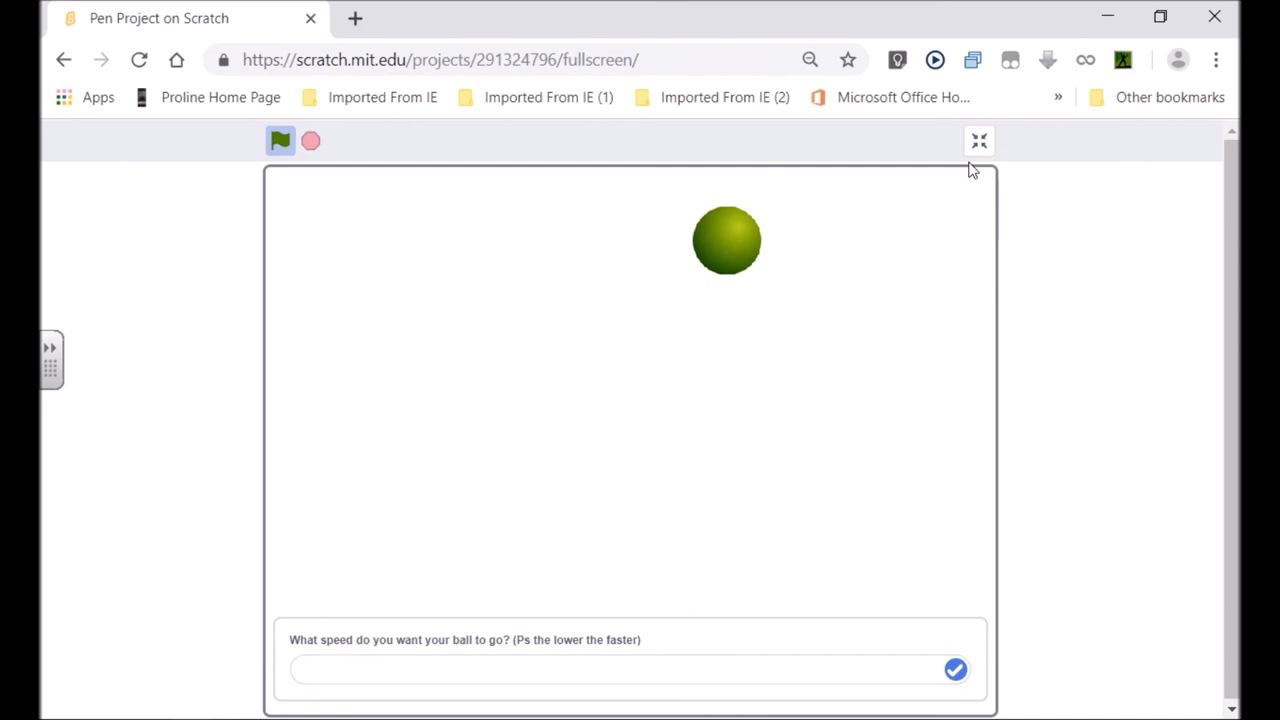 Pen Project on Scratch
https://scratch.mit.edu/projects/291324796/fullscreen/
Apps Proline Home Page Imported From IE Imported From IE (1) Imported From IE (2) Microsoft Office Ho... » Other bookmarks
What speed do you want your ball to go? (Ps the lower the faster)